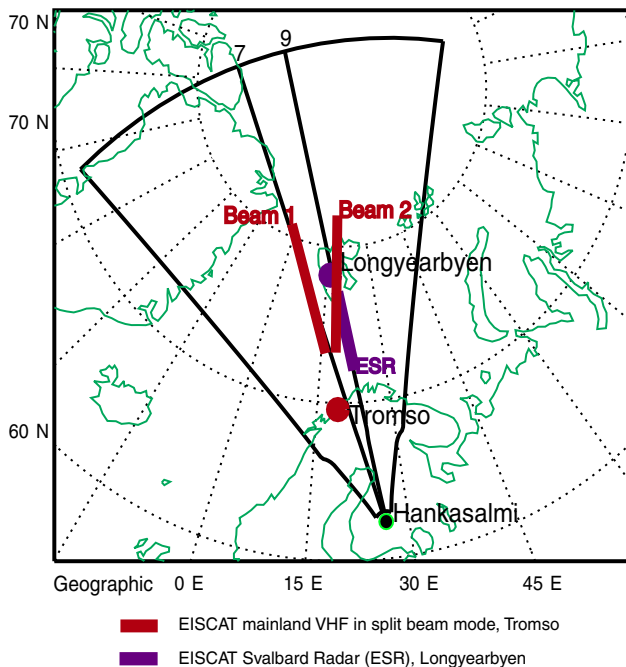 70 N
7
9
70 N
Beam 1
Beam 2
Longyearbyen
ESR
Tromso
60 N
Hankasalmi
Geographic
0 E
15 E
30 E
45 E
EISCAT mainland VHF in split beam mode, Tromso
EISCAT Svalbard Radar (ESR), Longyearbyen